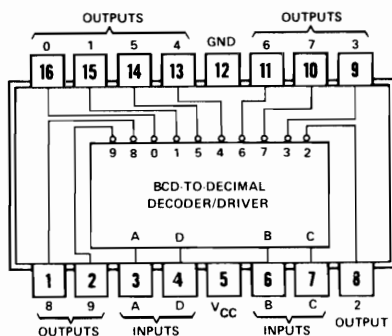 OUTPUTS OUTPUTS
0 1 5 4 GND 6 7 3
16 15 14 13 12 11 10 9
9 8 0 1 5 4 6 7 3 2
BCD-TO-DECIMAL
DECODER/DRIVER
A D B C
1 2 3 4 5 6 7 8
8 9 A D VCC B C 2
OUTPUTS INPUTS INPUTS OUTPUT